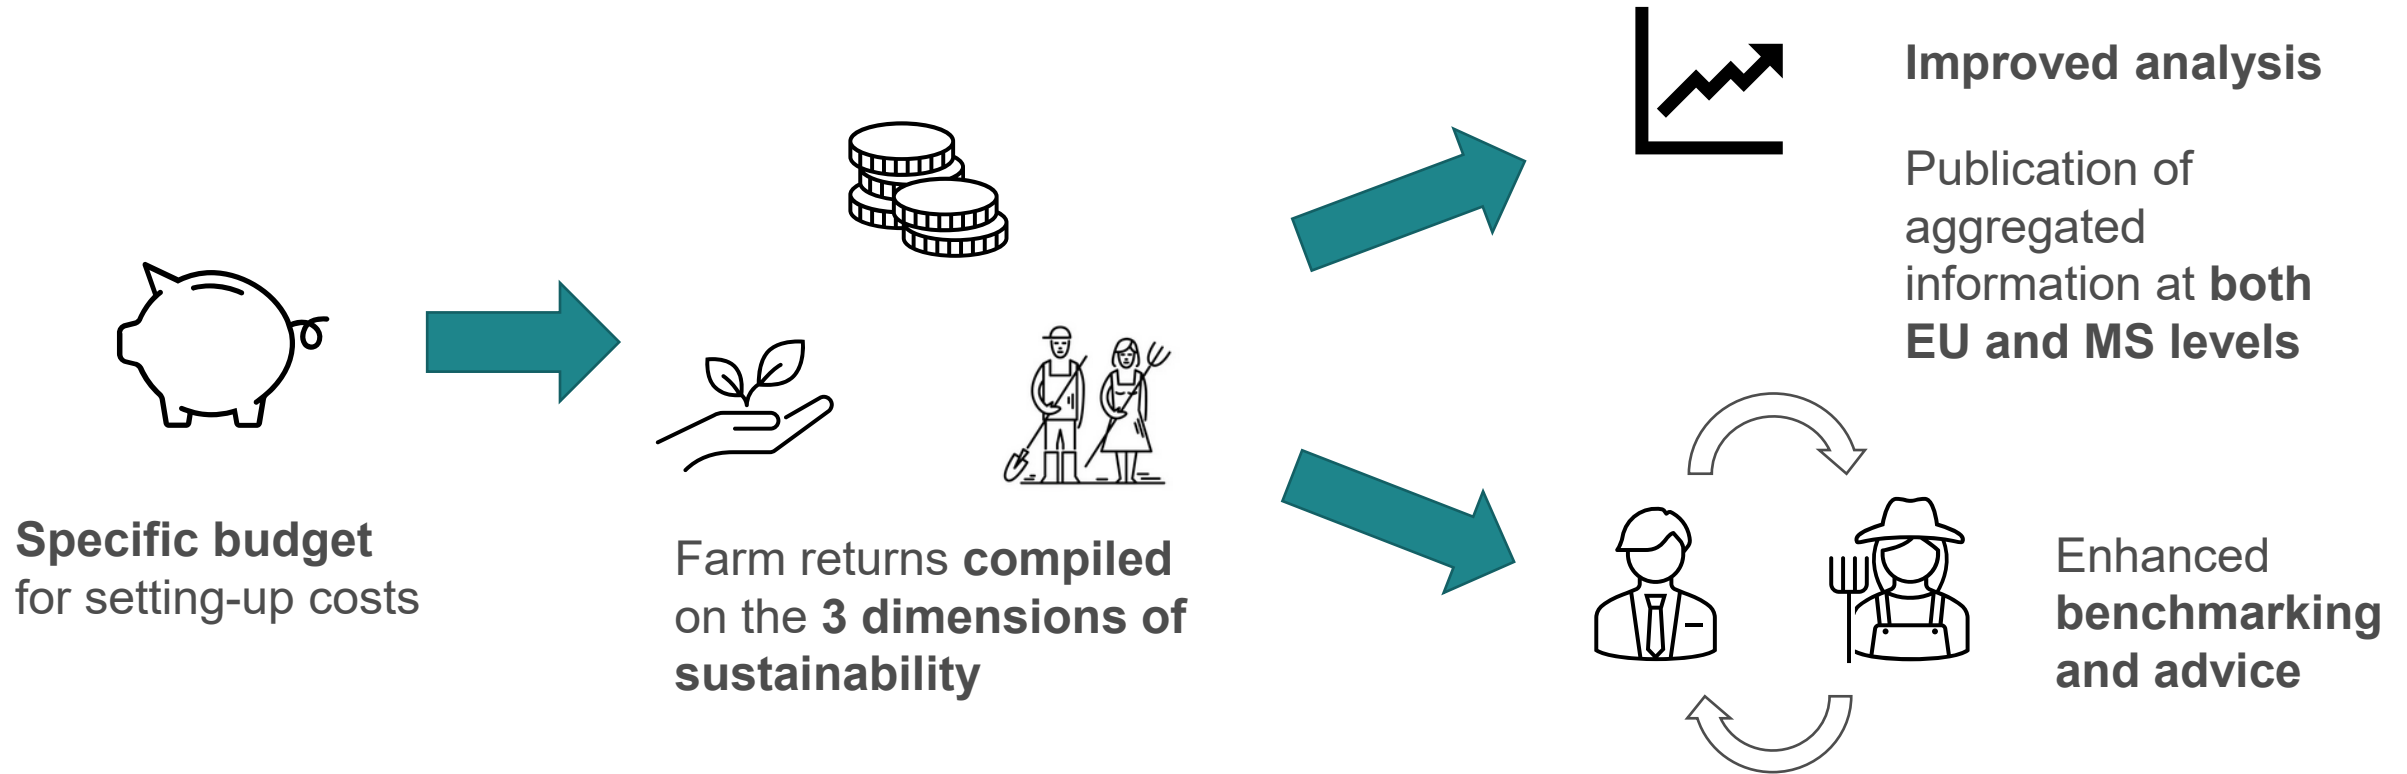 Specific budget
for setting-up costs
Farm returns compiled
on the 3 dimensions of
sustainability
Improved analysis
Publication of
aggregated
information at both
EU and MS levels
Enhanced
benchmarking
and advice